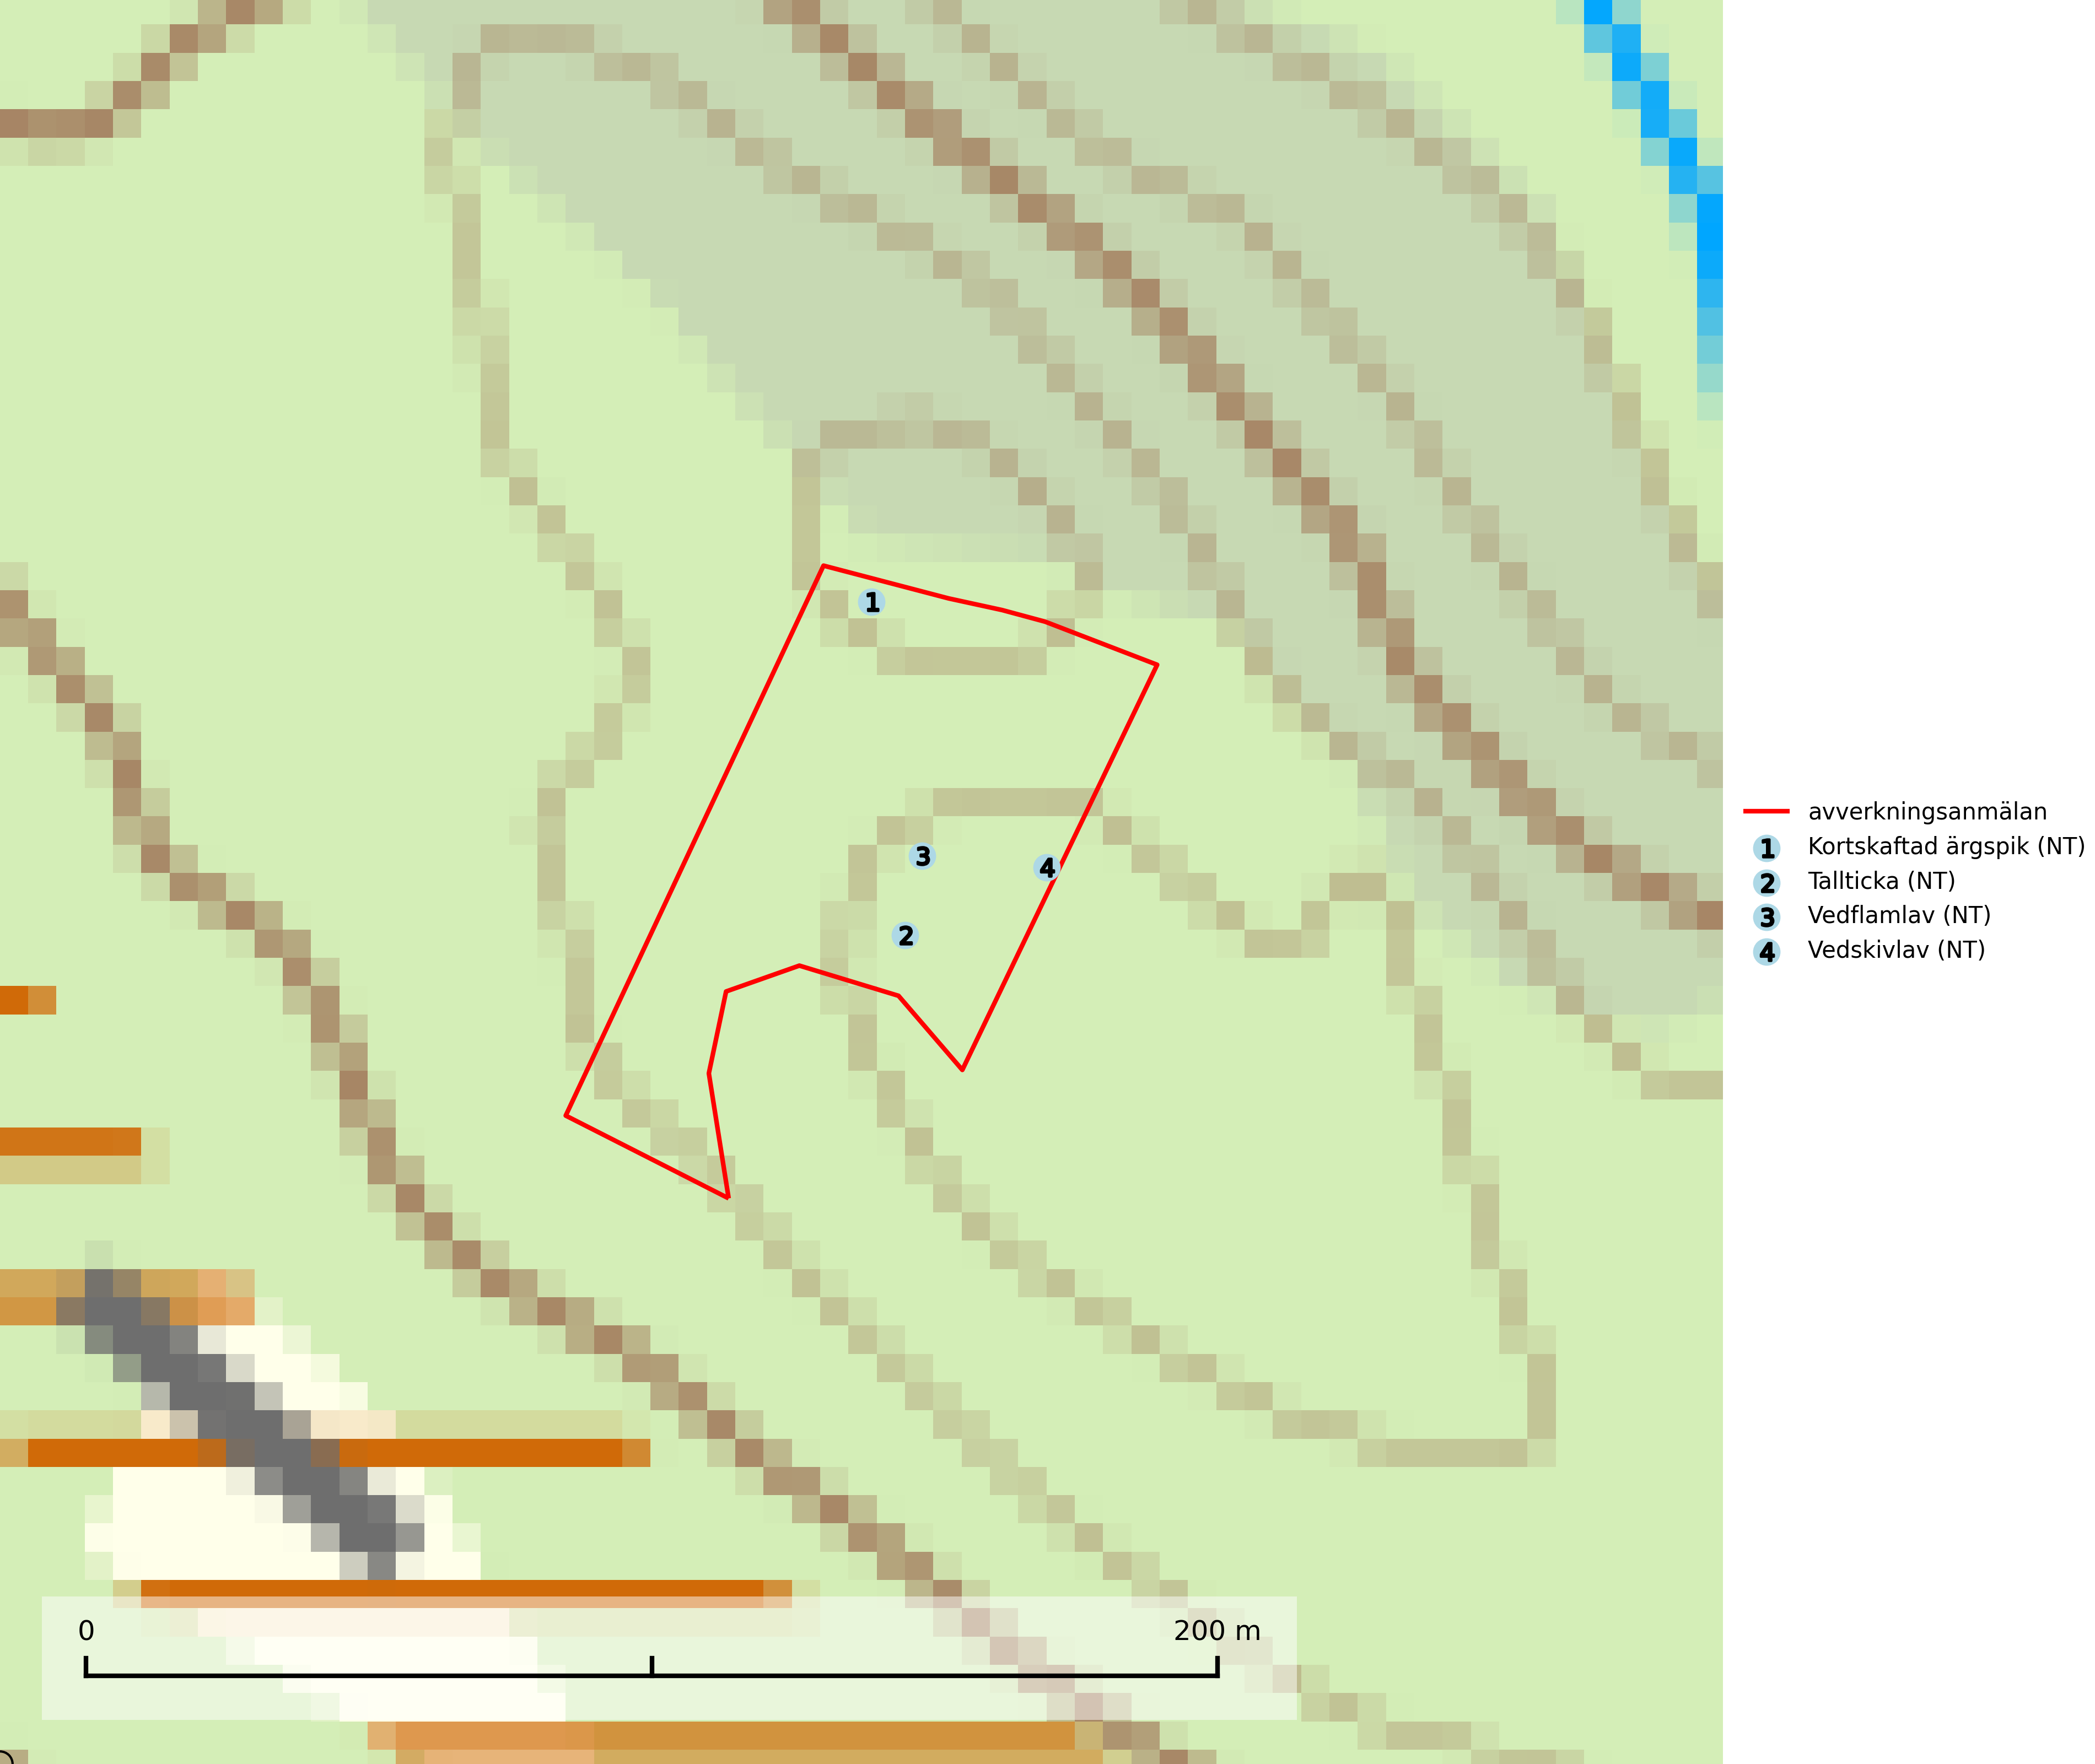 1
3
4
2
avverkningsanmälan
1 Kortskaftad ärgspik (NT)
2 Tallticka (NT)
3 Vedflamlav (NT)
4 Vedskivlav (NT)
0 200 m